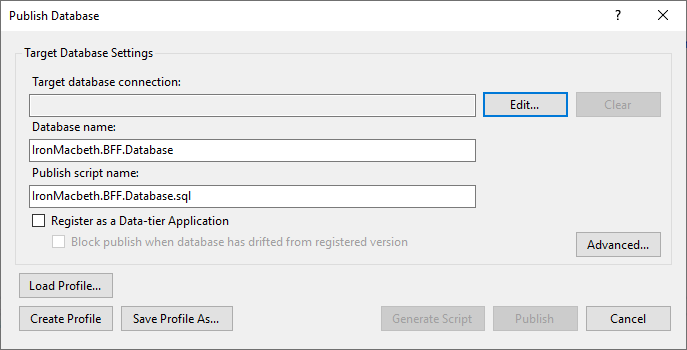 Publish Database
?
Target Database Settings
Target database connection:
Edit...
Clear
Database name:
IronMacbeth.BFF.Database
Publish script name:
IronMacbeth.BFF.Database.sql
Register as a Data-tier Application
Block publish when database has drifted from registered version
Advanced...
Load Profile...
Create Profile
Save Profile As...
Generate Script
Publish
Cancel